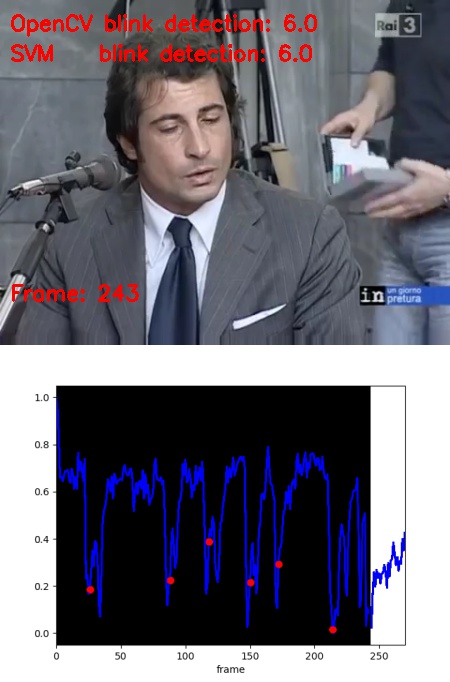 OpenCV blink detection: 6.0
SVM blink detection: 6.0
Rai 3
Frame: 243
in un giorno
pretura
1.0
0.8
0.6
0.4
0.2
0.0
0 50 100 150 200 250
frame